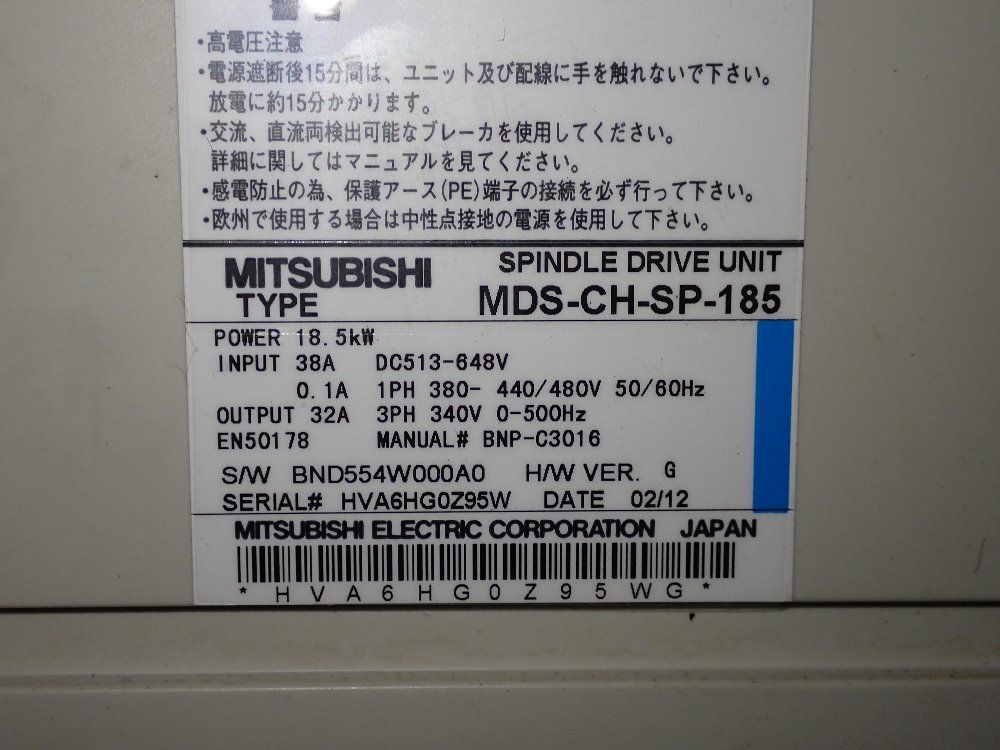 ・高電圧注意
・電源遮断後15分間は、ユニット及び配線に手を触れないで下さい。
放電に約15分かかります。
・交流、直流両検出可能なブレーカを使用してください。
詳細に関してはマニュアルを見てください。
・感電防止の為、保護アース(PE)端子の接続を必ず行って下さい。
・欧州で使用する場合は中性点接地の電源を使用して下さい。
MITSUBISHI SPINDLE DRIVE UNIT
TYPE MDS-CH-SP-185
POWER 18.5kW
INPUT 38A DC513-648V
0.1A 1PH 380- 440/480V 50/60Hz
OUTPUT 32A 3PH 340V 0-500Hz
EN50178 MANUAL# BNP-C3016
S/W BND554W000A0 H/W VER. G
SERIAL# HVA6HG0Z95W DATE 02/12
MITSUBISHI ELECTRIC CORPORATION JAPAN
*HVA6HG0Z95WG*